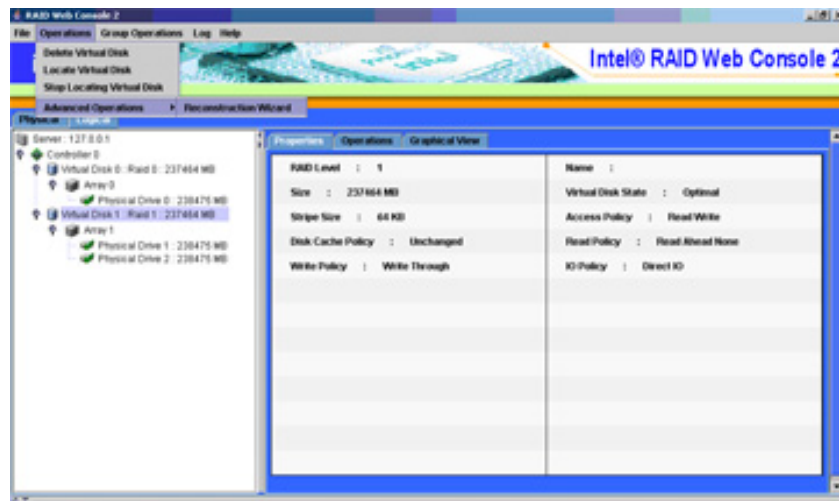 RAID Web Console 2
File Operations Group Operations Log Help
Delete Virtual Disk
Locate Virtual Disk
Stop Locating Virtual Disk
Advanced Operations Reconstruction Wizard
Intel® RAID Web Console 2
Physical Logical
Server: 127.0.0.1
Controller 0
Virtual Disk 0: Raid 0: 237464 MB
Array 0
Physical Drive 0: 238475 MB
Virtual Disk 1: Raid 1: 237464 MB
Array 1
Physical Drive 1: 238475 MB
Physical Drive 2: 238475 MB
Properties Operations Graphical View
RAID Level : 1
Name :
Size : 237464 MB
Virtual Disk State : Optimal
Stripe Size : 64 KB
Access Policy : Read Write
Disk Cache Policy : Unchanged
Read Policy : Read Ahead None
Write Policy : Write Through
IO Policy : Direct IO